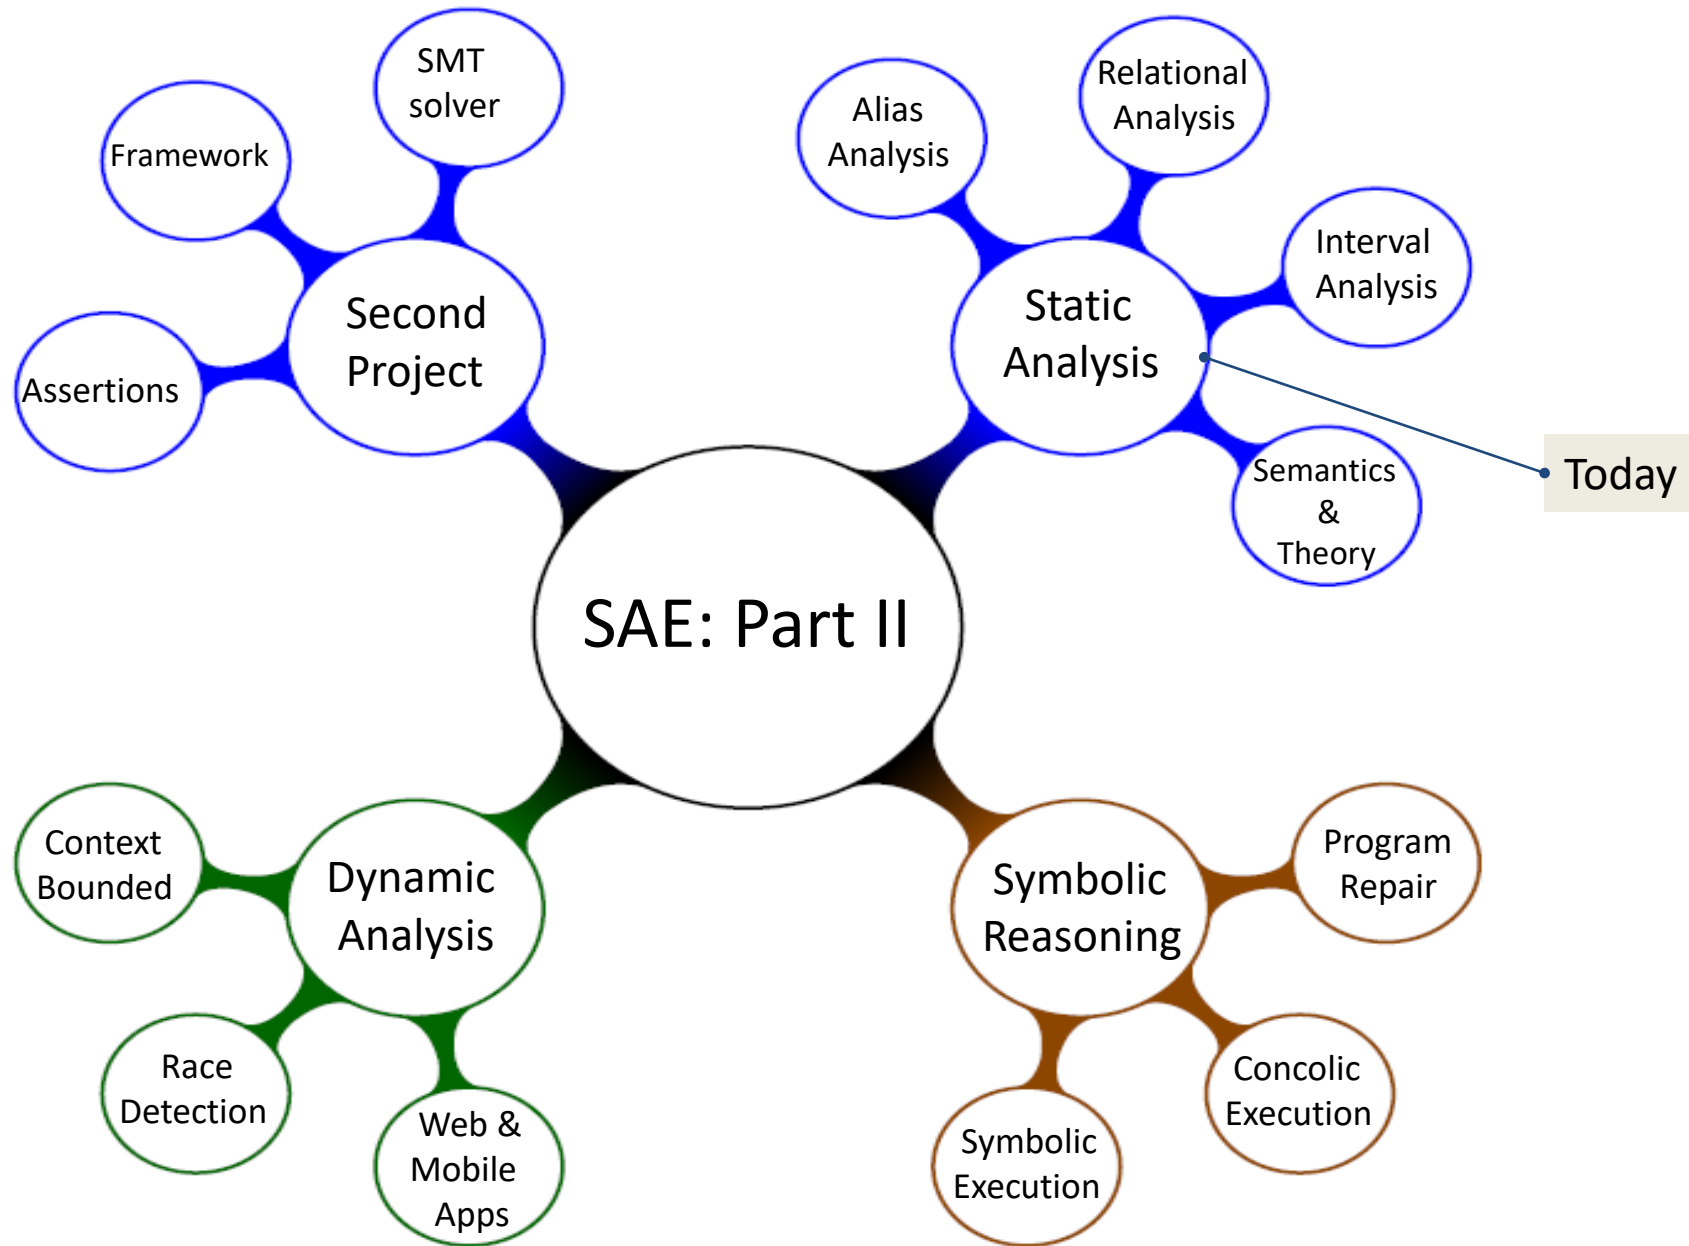 SMT
solver
Framework
Assertions
Second
Project
Alias
Analysis
Relational
Analysis
Interval
Analysis
Static
Analysis
Semantics
&
Theory
Today
SAE: Part II
Context
Bounded
Dynamic
Analysis
Race
Detection
Web &
Mobile
Apps
Symbolic
Reasoning
Program
Repair
Concolic
Execution
Symbolic
Execution